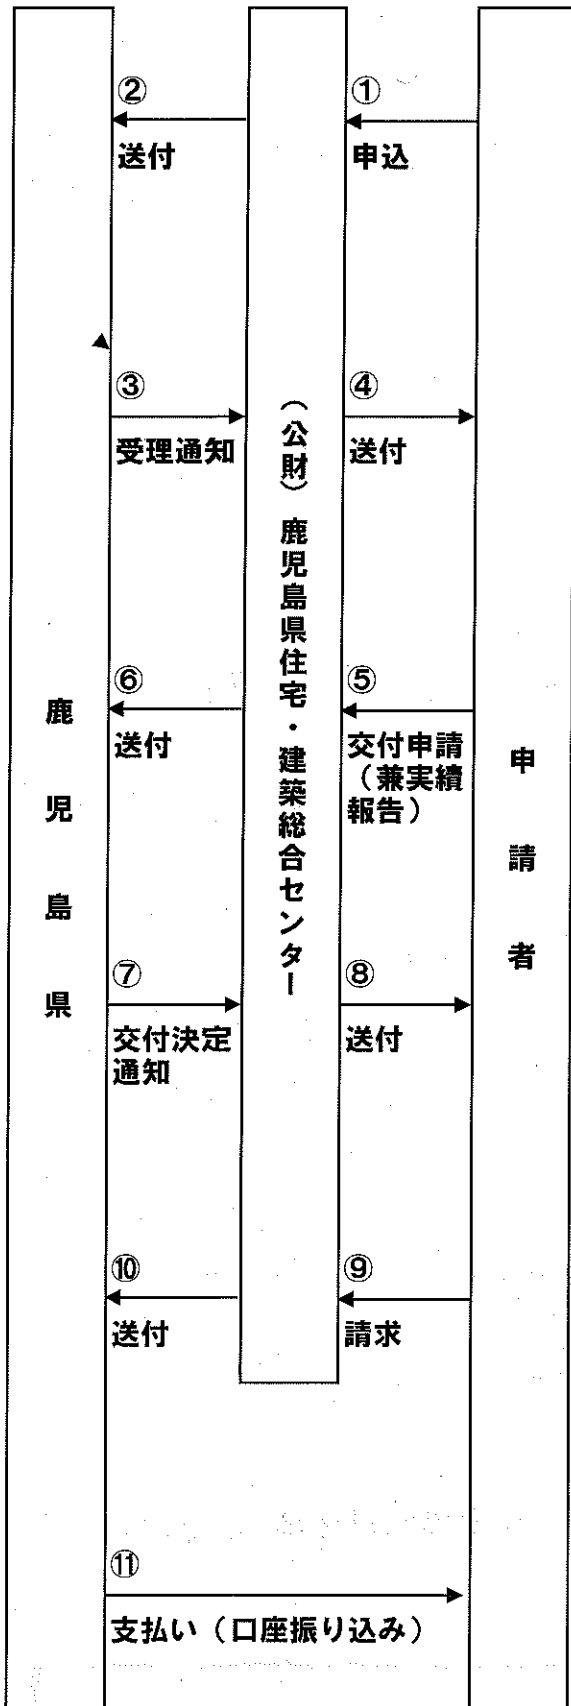 ②
送付
①
申込
③
受理通知
④
送付
（公財）鹿児島県住宅・建築総合センター
鹿児島県
申請者
⑥
送付
⑤
交付申請
（兼実績
報告）
⑦
交付決定
通知
⑧
送付
⑩
送付
⑨
請求
⑪
支払い（口座振り込み）